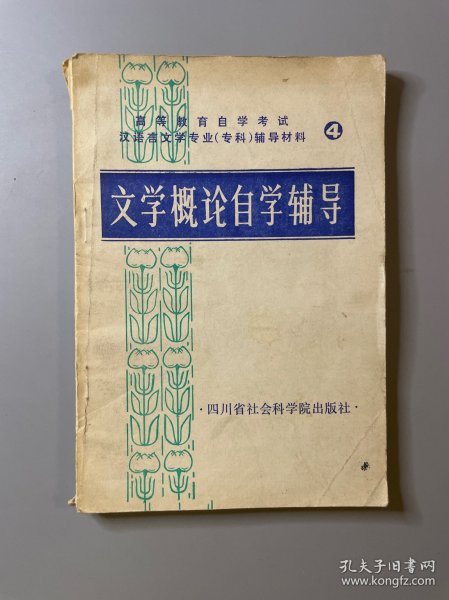 高等教育自学考试
汉语言文学专业(专科)辅导材料 4
文学概论自学辅导
·四川省社会科学院出版社·
孔夫子旧书网
www.kongfz.com